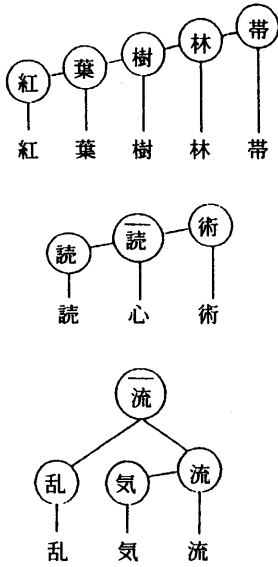 紅 葉 樹 林 帯
紅 葉 樹 林 帯
読 読 術
読 心 術
流
乱 気 流
乱 気 流